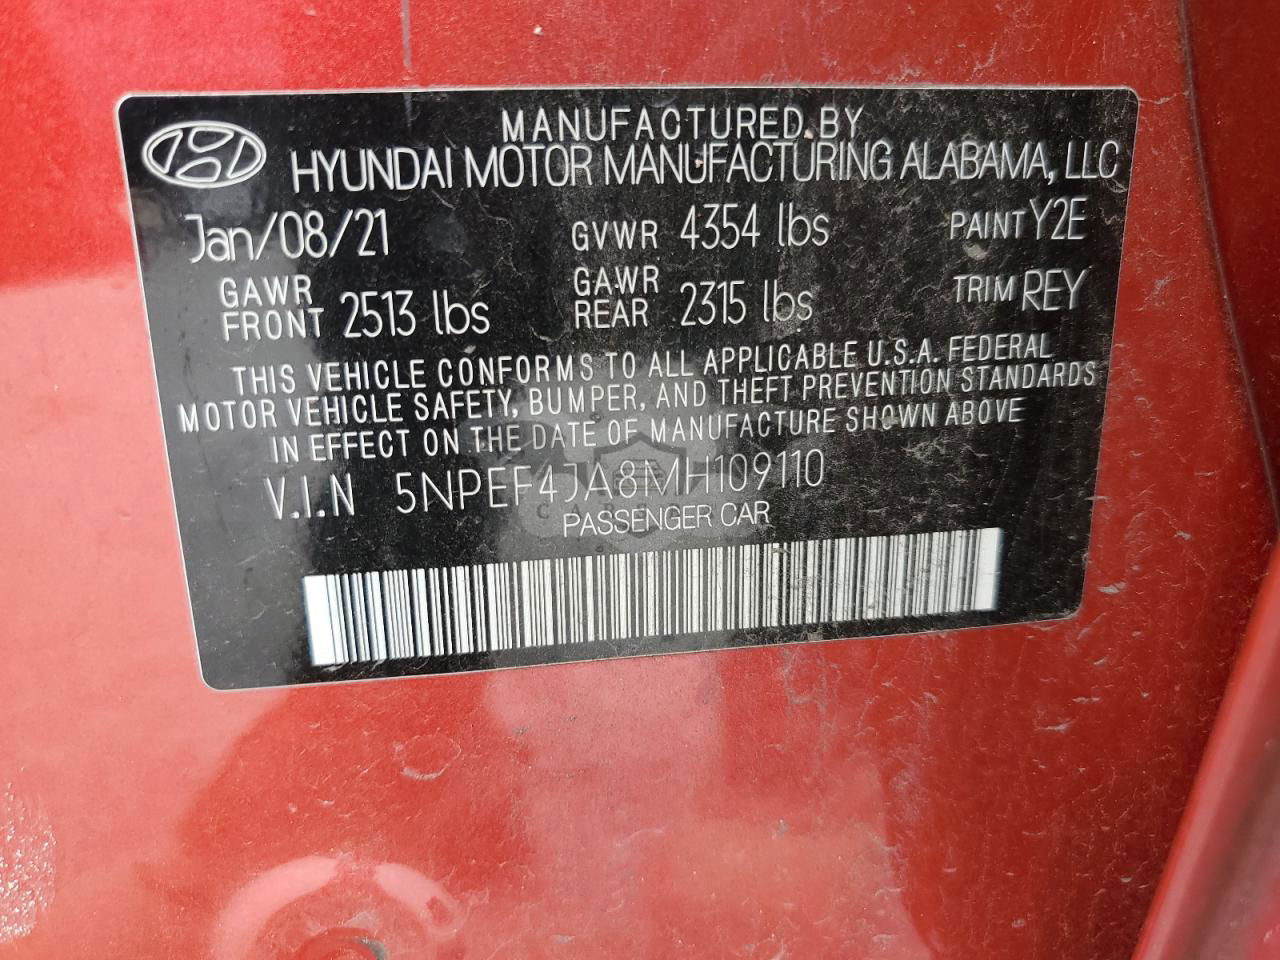 MANUFACTURED BY
HYUNDAI MOTOR MANUFACTURING ALABAMA, LLC
Jan/08/21 GVWR 4354 lbs PAINT Y2E
GAWR FRONT 2513 lbs GAWR REAR 2315 lbs TRIM REY
THIS VEHICLE CONFORMS TO ALL APPLICABLE U.S.A. FEDERAL
MOTOR VEHICLE SAFETY, BUMPER, AND THEFT PREVENTION STANDARDS
IN EFFECT ON THE DATE OF MANUFACTURE SHOWN ABOVE
V.I.N 5NPEF4JA8MH109110
PASSENGER CAR